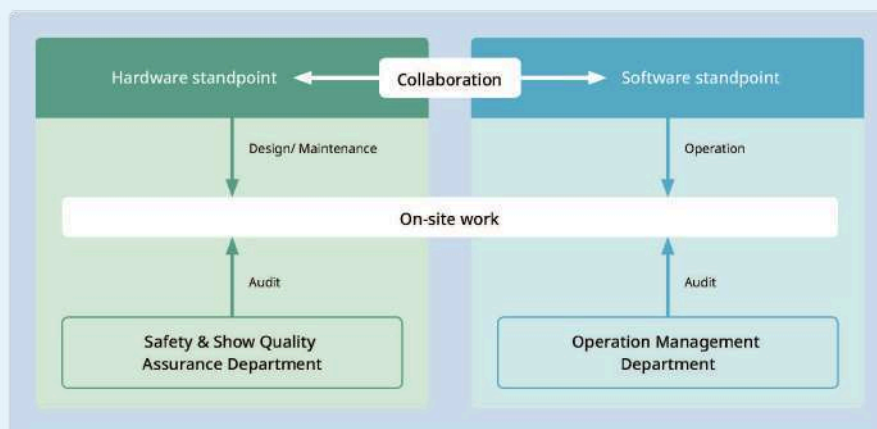 Hardware standpoint
Collaboration
Software standpoint
Design/ Maintenance
Operation
On-site work
Audit
Audit
Safety & Show Quality
Assurance Department
Operation Management
Department